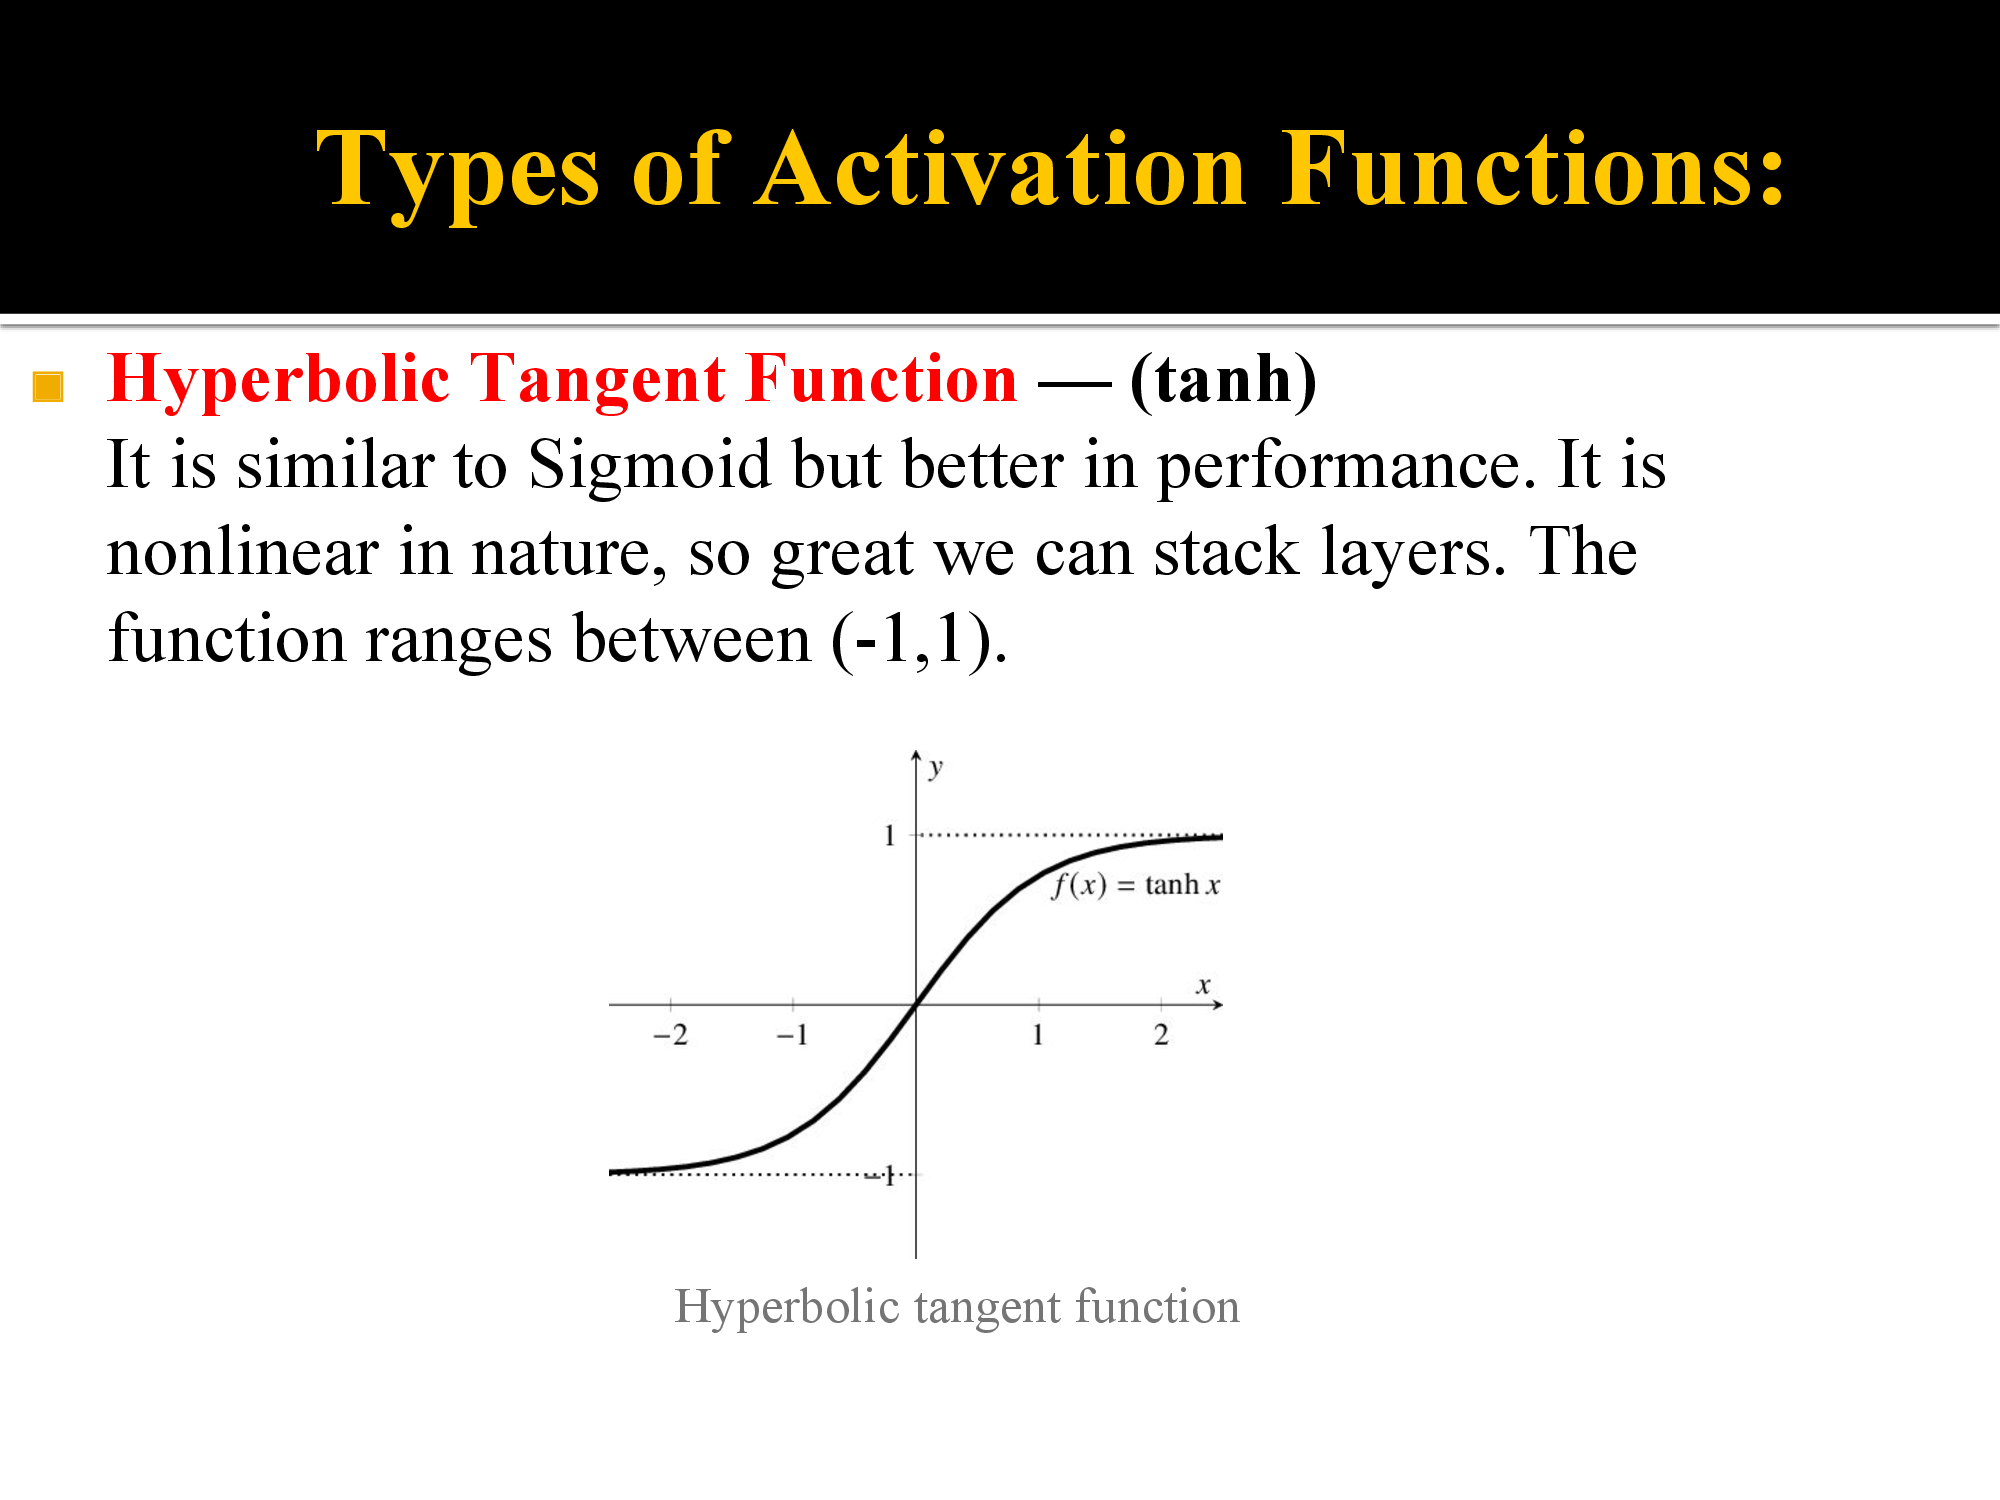 Types of Activation Functions:
Hyperbolic Tangent Function — (tanh)
It is similar to Sigmoid but better in performance. It is
nonlinear in nature, so great we can stack layers. The
function ranges between (-1,1).
y
1
f(x) = tanh x
x
−2 −1 1 2
−1
Hyperbolic tangent function